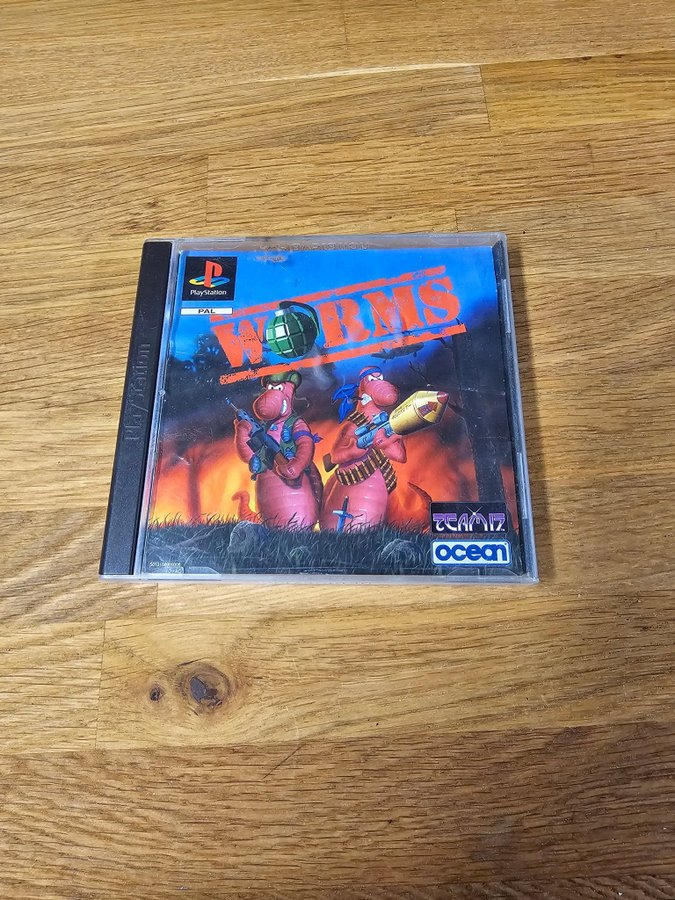 PlayStation
PAL
WORMS
PlayStation
TEAM17
ocean